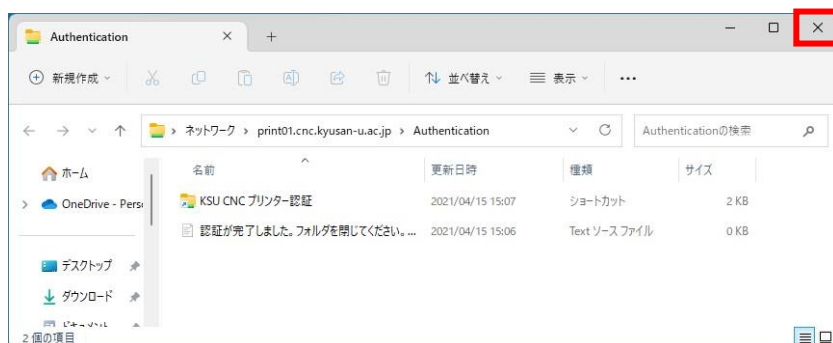 Authentication
新規作成
並べ替え
表示
ネットワーク > print01.cnc.kyusan-u.ac.jp > Authentication
Authenticationの検索
ホーム
OneDrive - Perso
デスクトップ
ダウンロード
名前 更新日時 種類 サイズ
KSU CNC プリンター認証 2021/04/15 15:07 ショートカット 2 KB
認証が完了しました。フォルダを閉じてください。... 2021/04/15 15:06 Text ソース ファイル 0 KB
2 個の項目